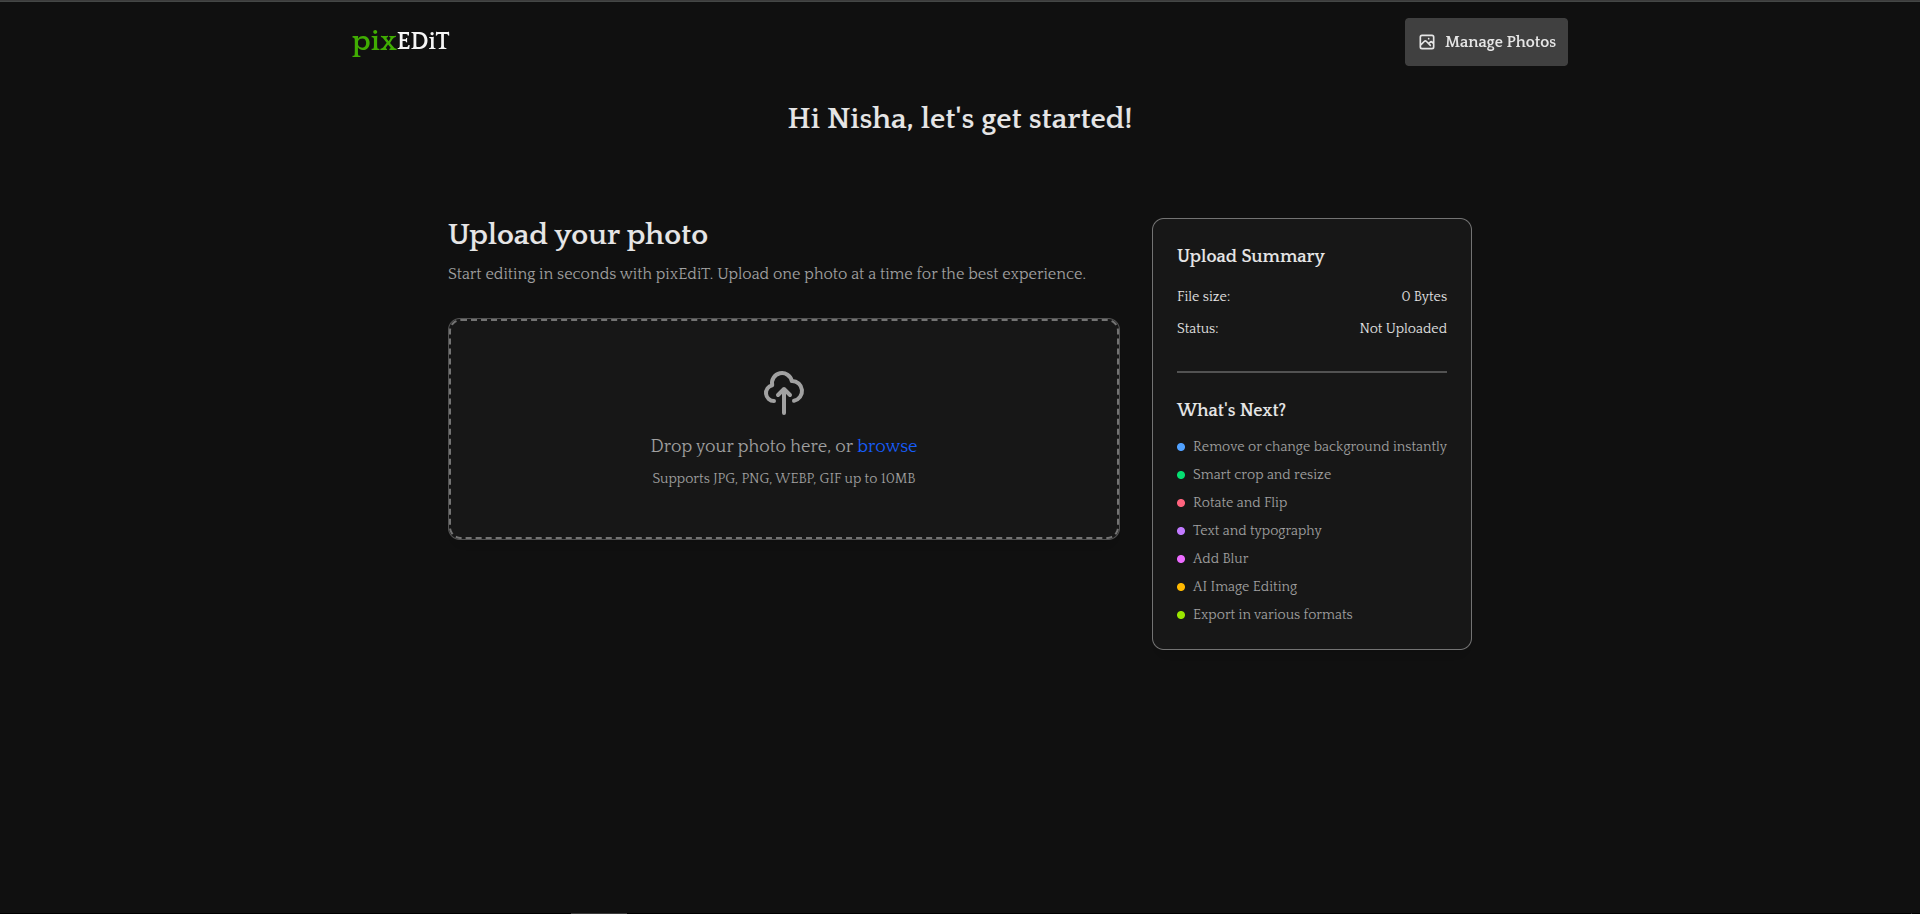 pixEDiT
Manage Photos
Hi Nisha, let's get started!
Upload your photo
Start editing in seconds with pixEdiT. Upload one photo at a time for the best experience.
Drop your photo here, or browse
Supports JPG, PNG, WEBP, GIF up to 10MB
Upload Summary
File size: 0 Bytes
Status: Not Uploaded
What's Next?
Remove or change background instantly
Smart crop and resize
Rotate and Flip
Text and typography
Add Blur
AI Image Editing
Export in various formats